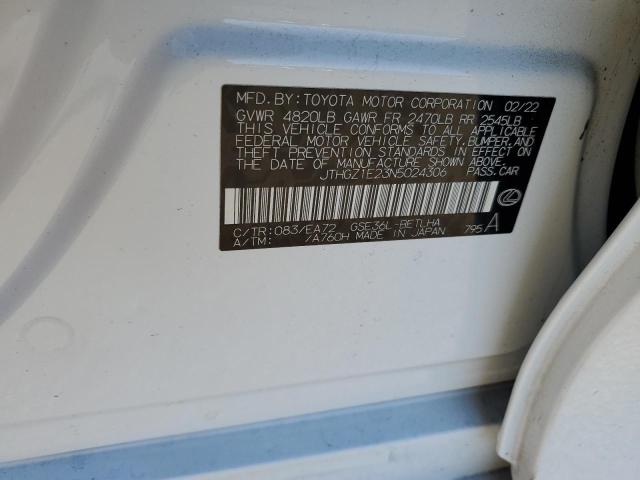 MFD.BY:TOYOTA MOTOR CORPORATION 02/22
GVWR 4820LB GAWR FR 2470LB RR 2545LB
THIS VEHICLE CONFORMS TO ALL APPLICABLE
FEDERAL MOTOR VEHICLE SAFETY,BUMPER,AND
THEFT PREVENTION STANDARDS IN EFFECT ON
THE DATE OF MANUFACTURE SHOWN ABOVE.
JTHGZ1E23N5024306 PASS.CAR
C/TR:083/EA72 GSE36L-BETLHA
A/TM: /A760H MADE IN JAPAN 795 A